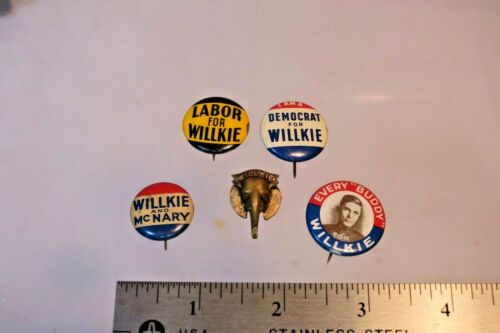 LABOR
FOR
WILLKIE
I AM A
DEMOCRAT
FOR
WILLKIE
WILLKIE
AND
McNARY
WILLKIE
EVERY "BUDDY"
FOR
WILLKIE
1 2 3 4
U.S.A. STAINLESS STEEL